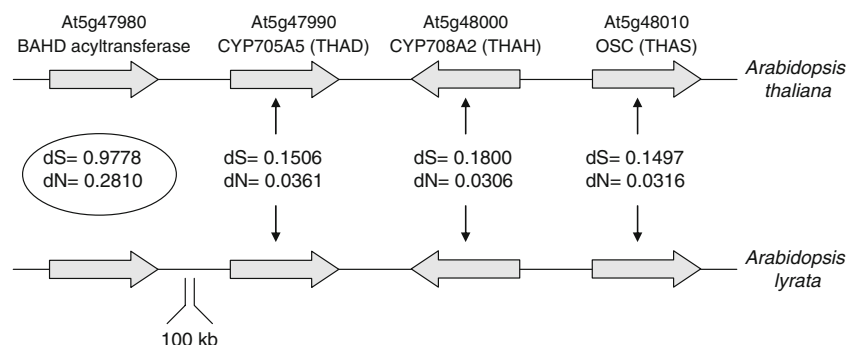 At5g47980 At5g47990 At5g48000 At5g48010
BAHD acyltransferase CYP705A5 (THAD) CYP708A2 (THAH) OSC (THAS)
Arabidopsis
thaliana
dS= 0.9778 dS= 0.1506 dS= 0.1800 dS= 0.1497
dN= 0.2810 dN= 0.0361 dN= 0.0306 dN= 0.0316
Arabidopsis
lyrata
100 kb